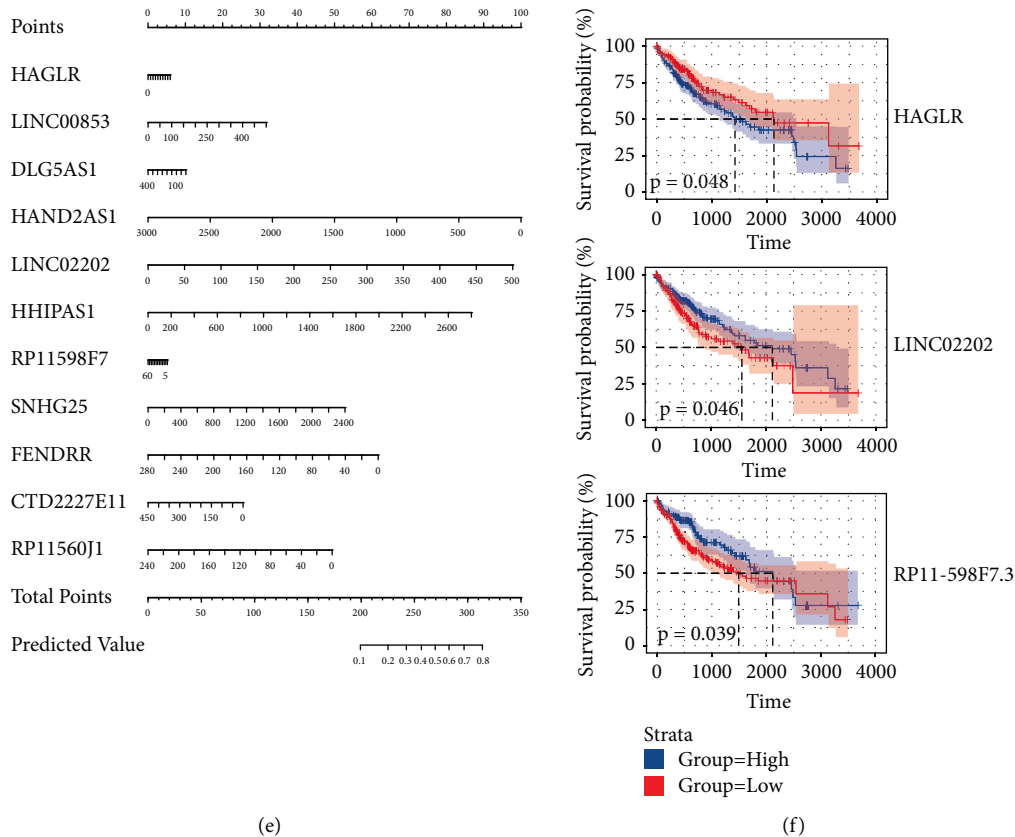 Points
0 10 20 30 40 50 60 70 80 90 100
HAGLR
0
LINC00853
0 100 250 400
DLG5AS1
400 100
HAND2AS1
3000 2500 2000 1500 1000 500 0
LINC02202
0 50 100 150 200 250 300 350 400 450 500
HHIPAS1
0 200 600 1000 1400 1800 2200 2600
RP11598F7
60 5
SNHG25
0 400 800 1200 1600 2000 2400
FENDRR
280 240 200 180 160 140 120 100 80 60 40 0
CTD2227E11
450 300 150 0
RP11560J1
240 200 160 120 80 40 0
Total Points
0 50 100 150 200 250 300 350
Predicted Value
0.1 0.2 0.3 0.4 0.5 0.6 0.7 0.8
(e)
Survival probability (%)
100
75
50
25
0
p = 0.048
0 1000 2000 3000 4000
Time
HAGLR
Survival probability (%)
100
75
50
25
0
p = 0.046
0 1000 2000 3000 4000
Time
LINC02202
Survival probability (%)
100
75
50
25
0
p = 0.039
0 1000 2000 3000 4000
Time
RP11-598F7.3
Strata
Group=High
Group=Low
(f)